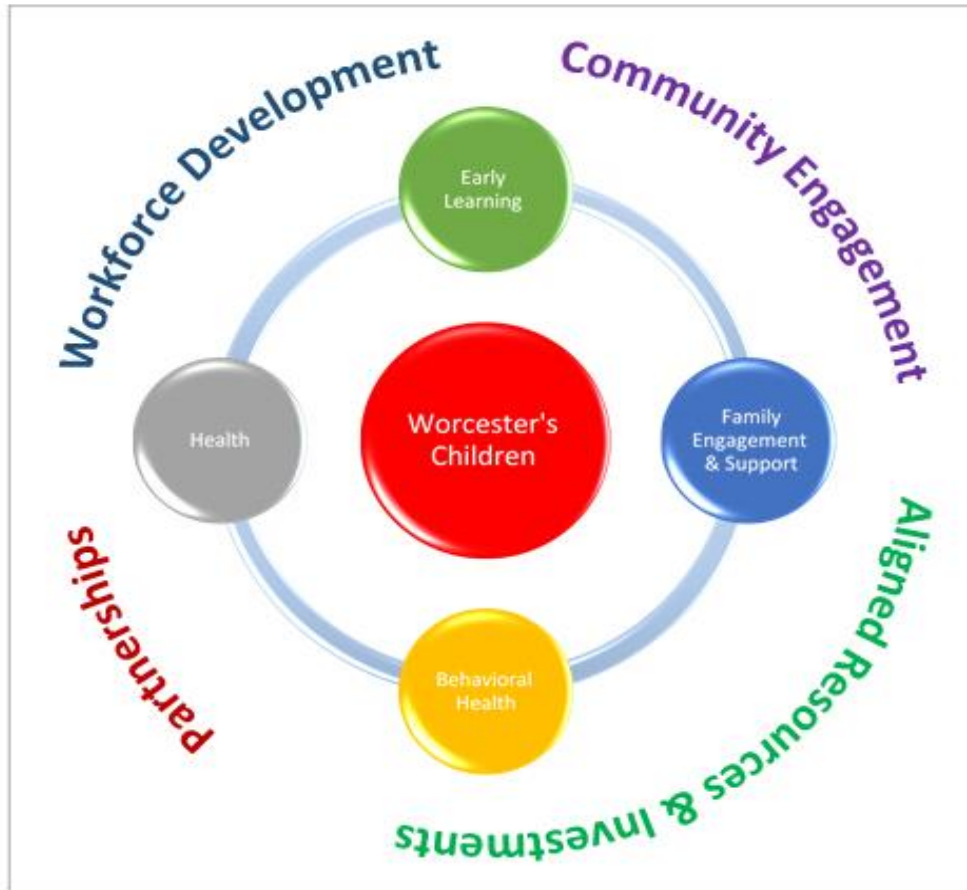 Workforce Development
Community Engagement
Early
Learning
Health
Worcester's
Children
Family
Engagement
& Support
Behavioral
Health
Partnerships
Aligned Resources & Investments